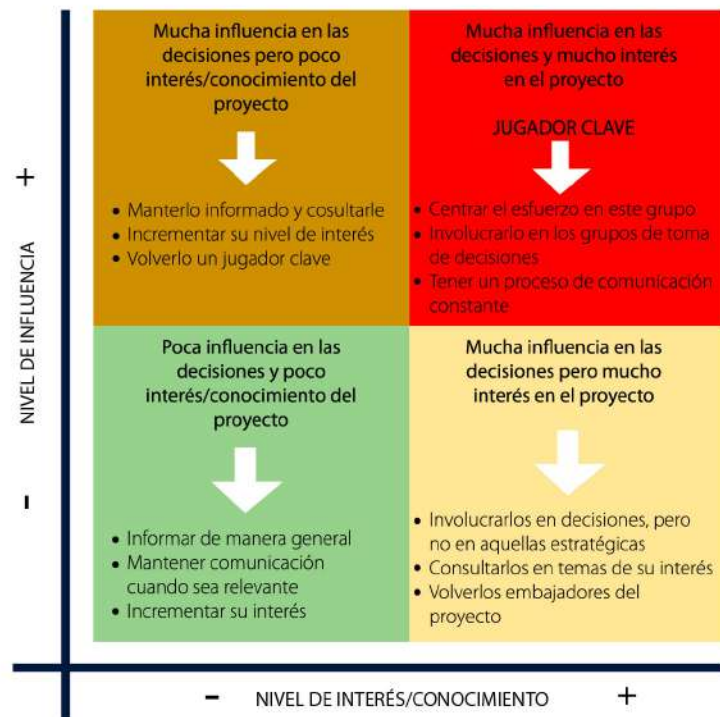 Mucha influencia en las
decisiones pero poco
interés/conocimiento del
proyecto
• Manterlo informado y cosultarle
• Incrementar su nivel de interés
• Volverlo un jugador clave
Mucha influencia en las
decisiones y mucho interés
en el proyecto
JUGADOR CLAVE
• Centrar el esfuerzo en este grupo
• Involucrarlo en los grupos de toma
de decisiones
• Tener un proceso de comunicación
constante
Poca influencia en las
decisiones y poco
interés/conocimiento del
proyecto
• Informar de manera general
• Mantener comunicación
cuando sea relevante
• Incrementar su interés
Mucha influencia en las
decisiones pero mucho
interés en el proyecto
• Involucrarlos en decisiones, pero
no en aquellas estratégicas
• Consultarlos en temas de su interés
• Volverlos embajadores del
proyecto
+
NIVEL DE INFLUENCIA
-
- NIVEL DE INTERÉS/CONOCIMIENTO +